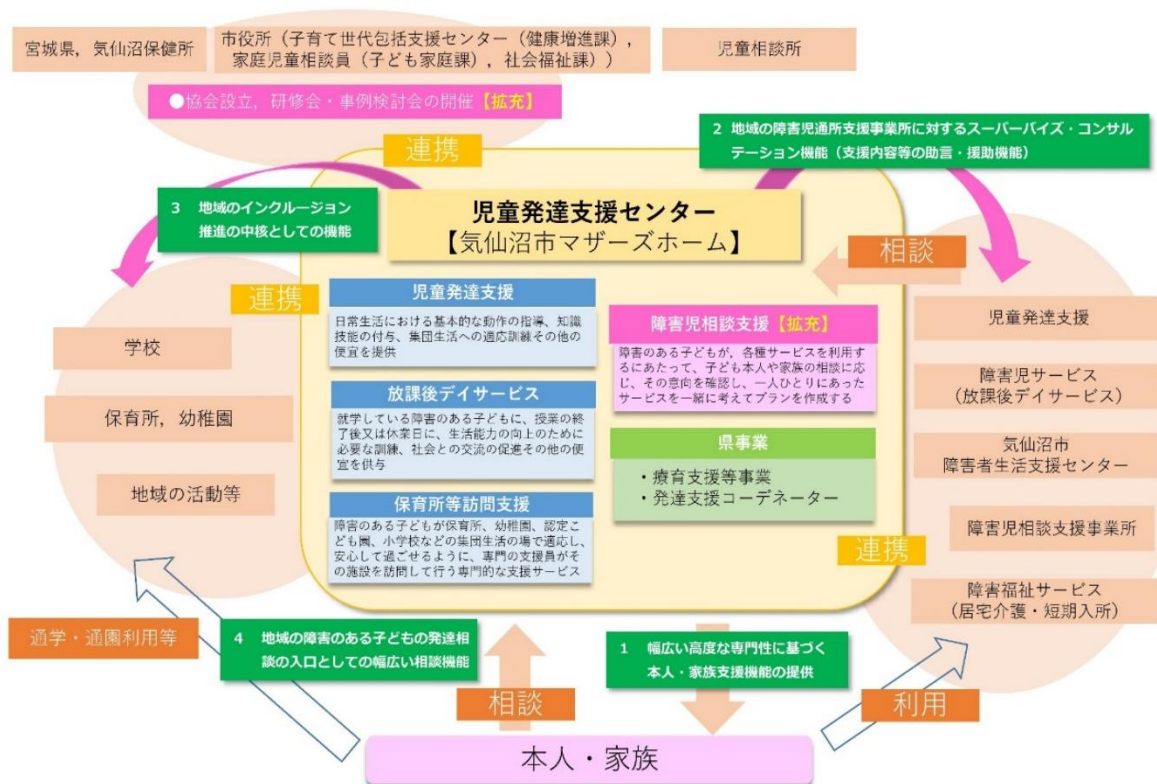 宮城県，気仙沼保健所
市役所（子育て世代包括支援センター（健康増進課），
家庭児童相談員（子ども家庭課），社会福祉課））
児童相談所
●協会設立，研修会・事例検討会の開催【拡充】
連携
2 地域の障害児通所支援事業所に対するスーパーバイズ・コンサル
テーション機能（支援内容等の助言・援助機能）
3 地域のインクルージョン
推進の中核としての機能
児童発達支援センター
【気仙沼市マザーズホーム】
相談
連携
学校
保育所，幼稚園
地域の活動等
児童発達支援
日常生活における基本的な動作の指導、知識
技能の付与、集団生活への適応訓練その他の
便宜を提供
放課後デイサービス
就学している障害のある子どもに、授業の終
了後又は休業日に、生活能力の向上のために
必要な訓練、社会との交流の促進その他の便
宜を供与
保育所等訪問支援
障害のある子どもが保育所、幼稚園、認定こ
ども園、小学校などの集団生活の場で適応し、
安心して過ごせるように、専門の支援員がそ
の施設を訪問して行う専門的な支援サービス
障害児相談支援【拡充】
障害のある子どもが，各種サービスを利用す
るにあたって、子ども本人や家族の相談に応
じ、その意向を確認し、一人ひとりにあった
サービスを一緒に考えてプランを作成する
県事業
・療育支援等事業
・発達支援コーデネーター
児童発達支援
障害児サービス
（放課後デイサービス）
気仙沼市
障害者生活支援センター
障害児相談支援事業所
連携
障害福祉サービス
（居宅介護・短期入所）
通学・通園利用等
4 地域の障害のある子どもの発達相
談の入口としての幅広い相談機能
相談
1 幅広い高度な専門性に基づく
本人・家族支援機能の提供
利用
本人・家族